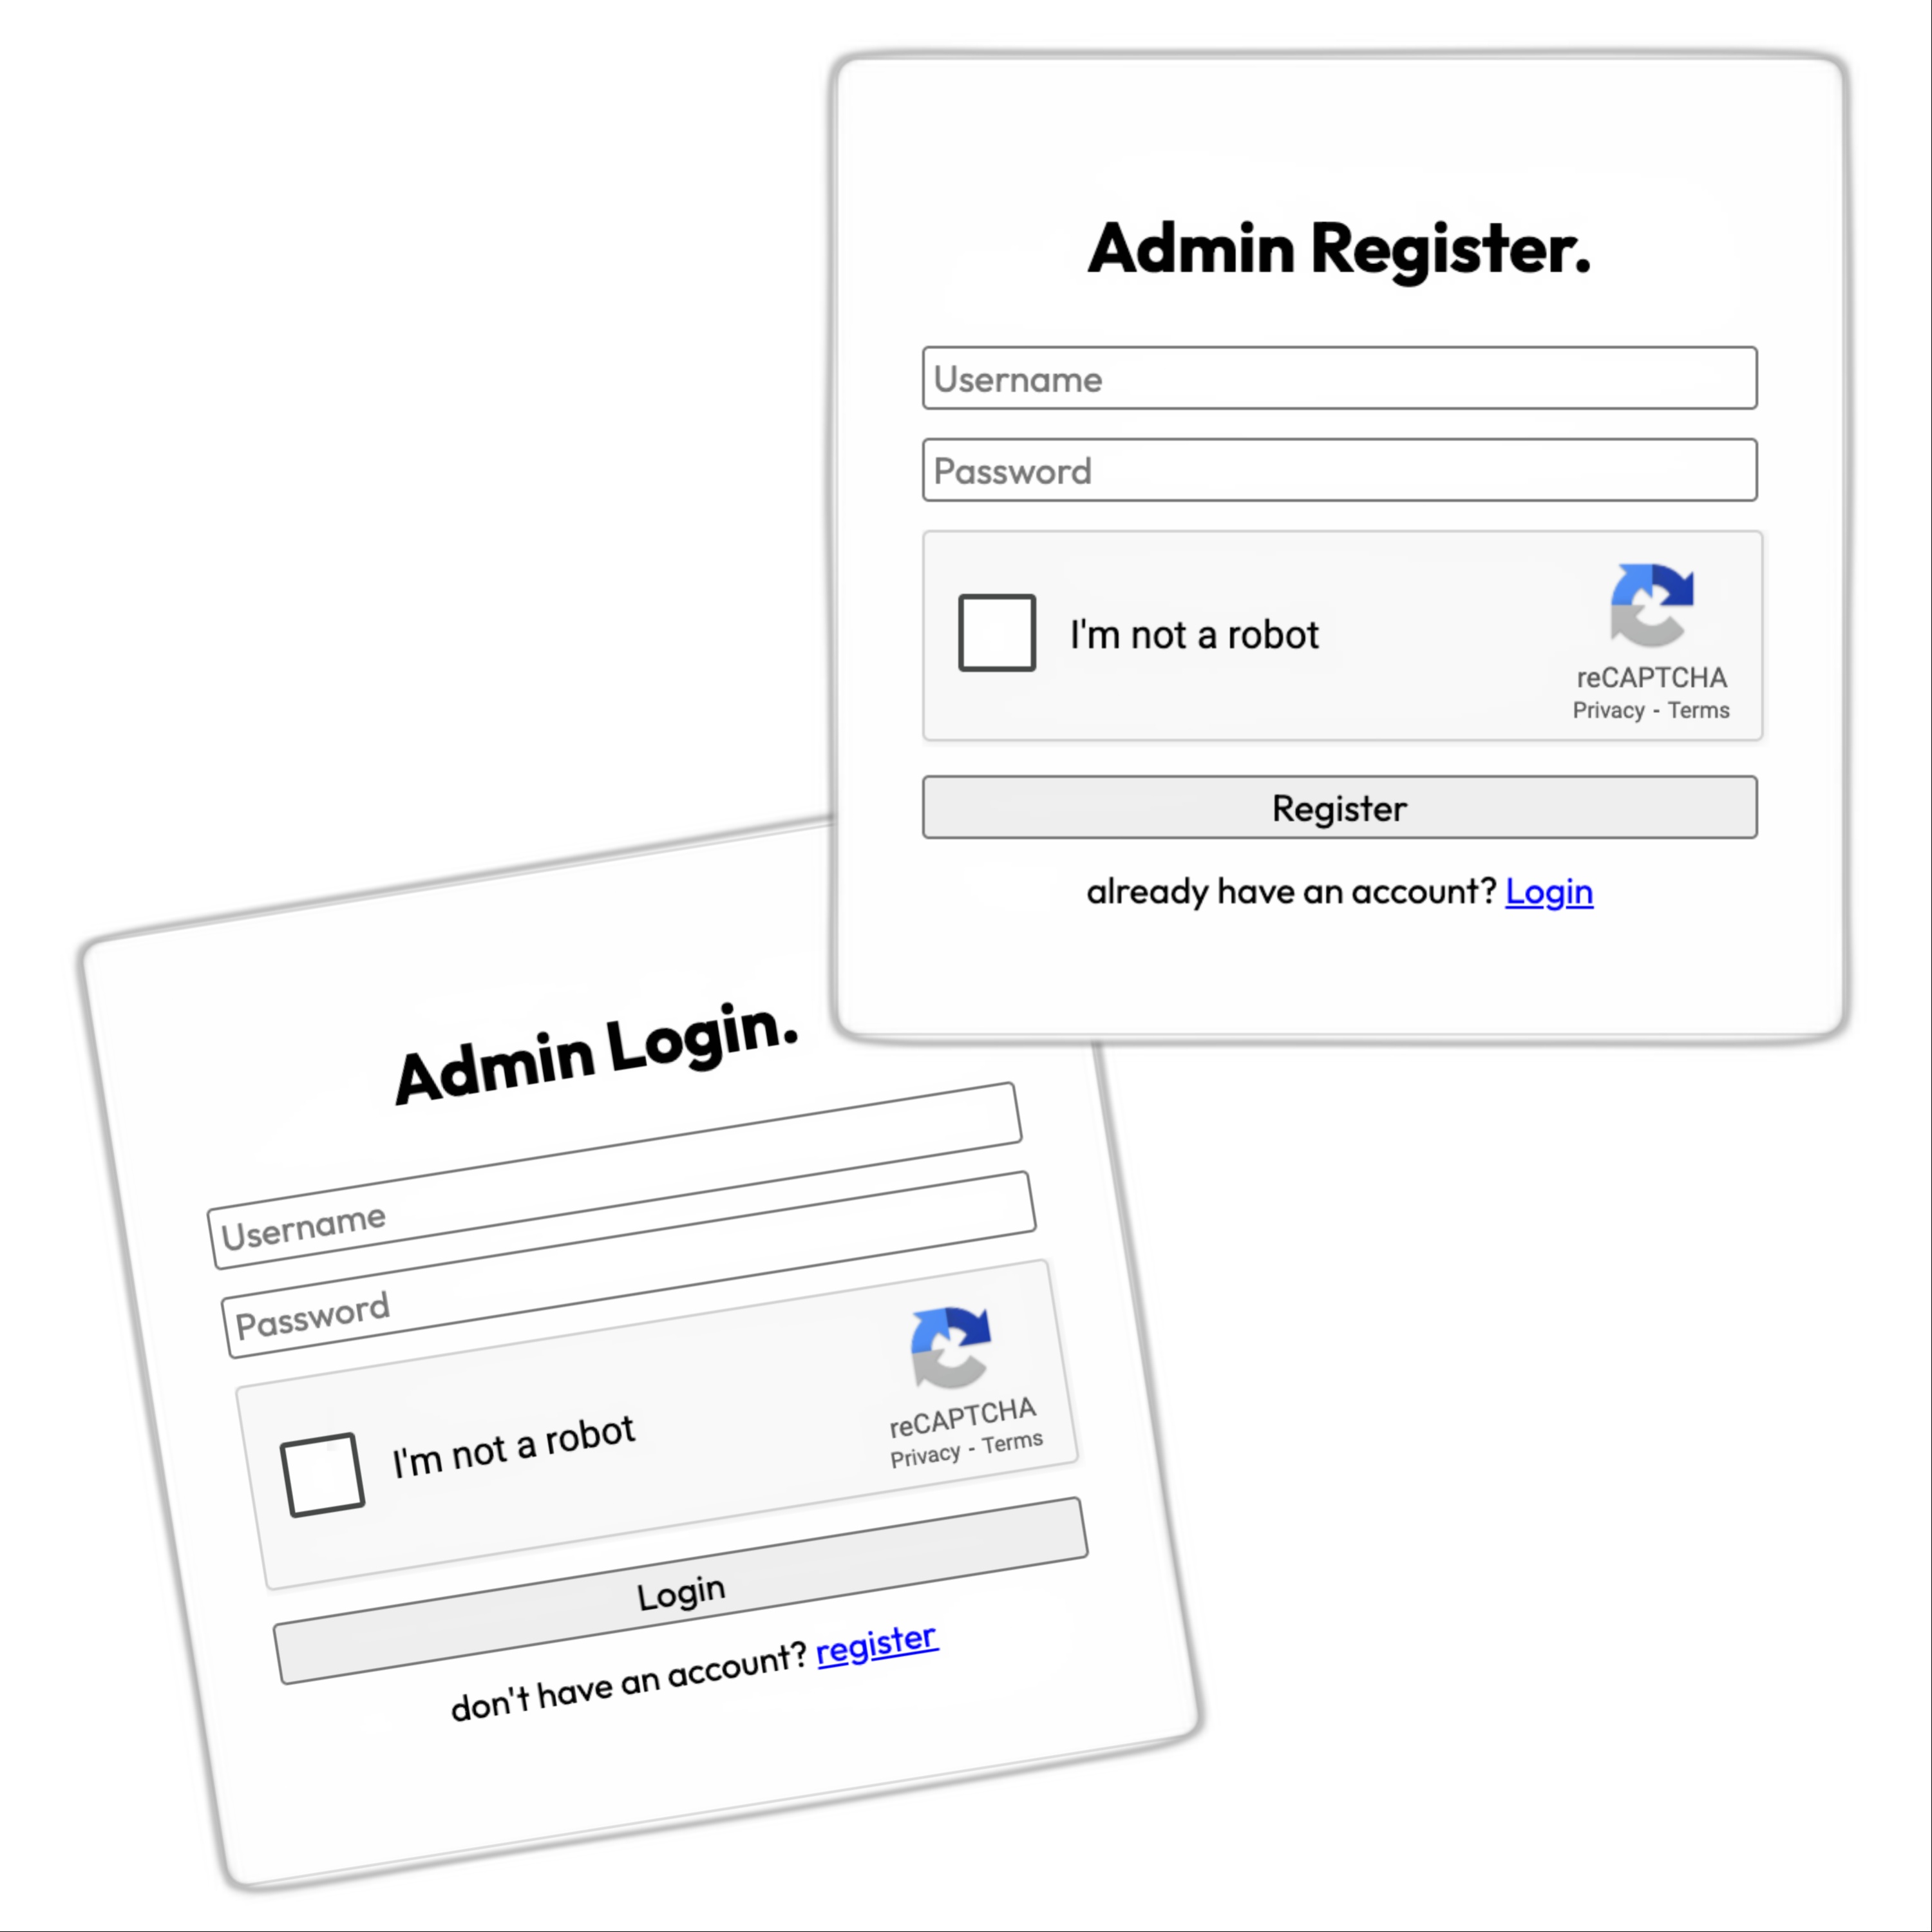 Admin Register.
Username
Password
I'm not a robot
reCAPTCHA
Privacy - Terms
Register
already have an account? Login
Admin Login.
Username
Password
I'm not a robot
reCAPTCHA
Privacy - Terms
Login
don't have an account? register